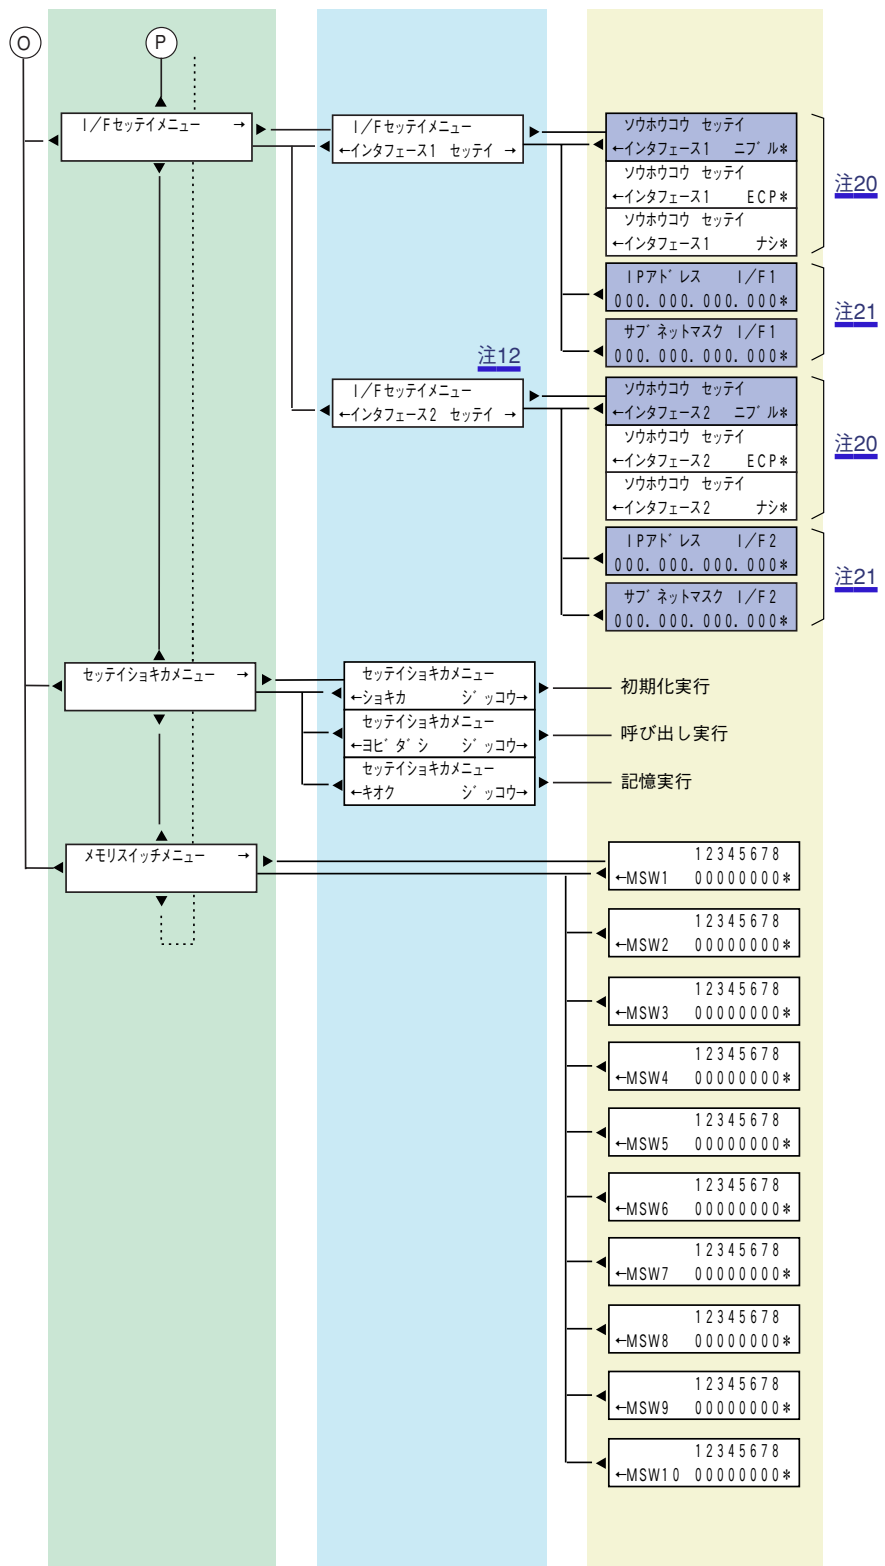 O
P
I/Fセッテイメニュー →
I/Fセッテイメニュー
←インタフェース1 セッテイ →
ソウホウコウ セッテイ
←インタフェース1 ニブル*
ソウホウコウ セッテイ
←インタフェース1 ECP*
ソウホウコウ セッテイ
←インタフェース1 ナシ*
注20
IPアドレス I/F1
000.000.000.000*
サブネットマスク I/F1
000.000.000.000*
注21
注12
I/Fセッテイメニュー
←インタフェース2 セッテイ →
ソウホウコウ セッテイ
←インタフェース2 ニブル*
ソウホウコウ セッテイ
←インタフェース2 ECP*
ソウホウコウ セッテイ
←インタフェース2 ナシ*
注20
IPアドレス I/F2
000.000.000.000*
サブネットマスク I/F2
000.000.000.000*
注21
セッテイショキカメニュー →
セッテイショキカメニュー
←ショキカ ジッコウ→
初期化実行
セッテイショキカメニュー
←ヨビダシ ジッコウ→
呼び出し実行
セッテイショキカメニュー
←キオク ジッコウ→
記憶実行
メモリスイッチメニュー →
12345678
←MSW1 00000000*
12345678
←MSW2 00000000*
12345678
←MSW3 00000000*
12345678
←MSW4 00000000*
12345678
←MSW5 00000000*
12345678
←MSW6 00000000*
12345678
←MSW7 00000000*
12345678
←MSW8 00000000*
12345678
←MSW9 00000000*
12345678
←MSW10 00000000*